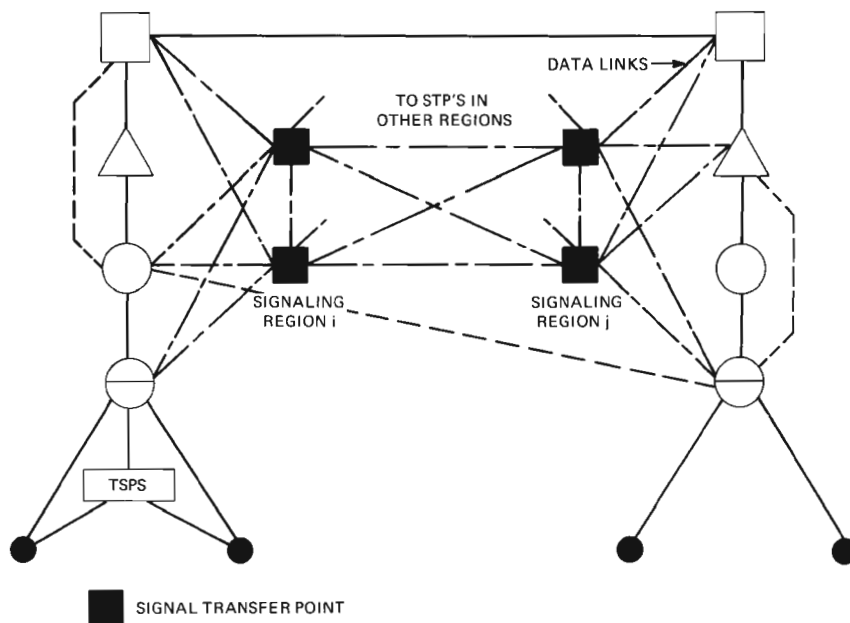 DATA LINKS
TO STP'S IN
OTHER REGIONS
SIGNALING
REGION i
SIGNALING
REGION j
TSPS
SIGNAL TRANSFER POINT